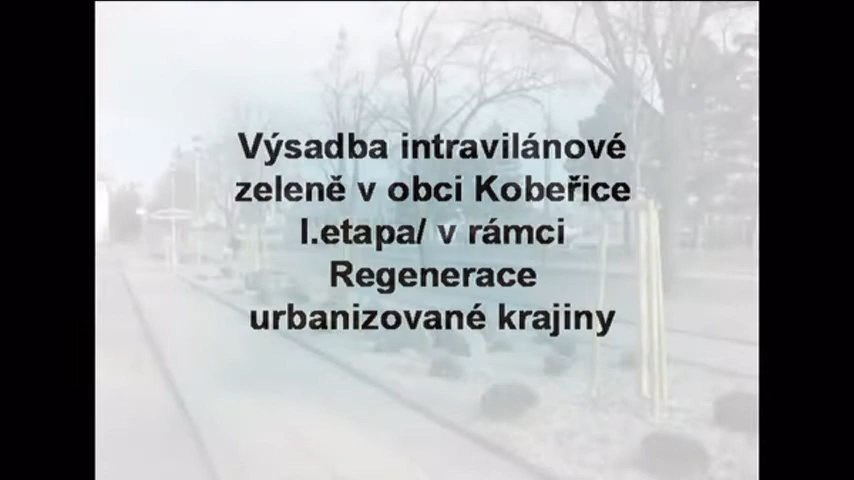 Výsadba intravilánové
zeleně v obci Kobeřice
I.etapa/ v rámci
Regenerace
urbanizované krajiny